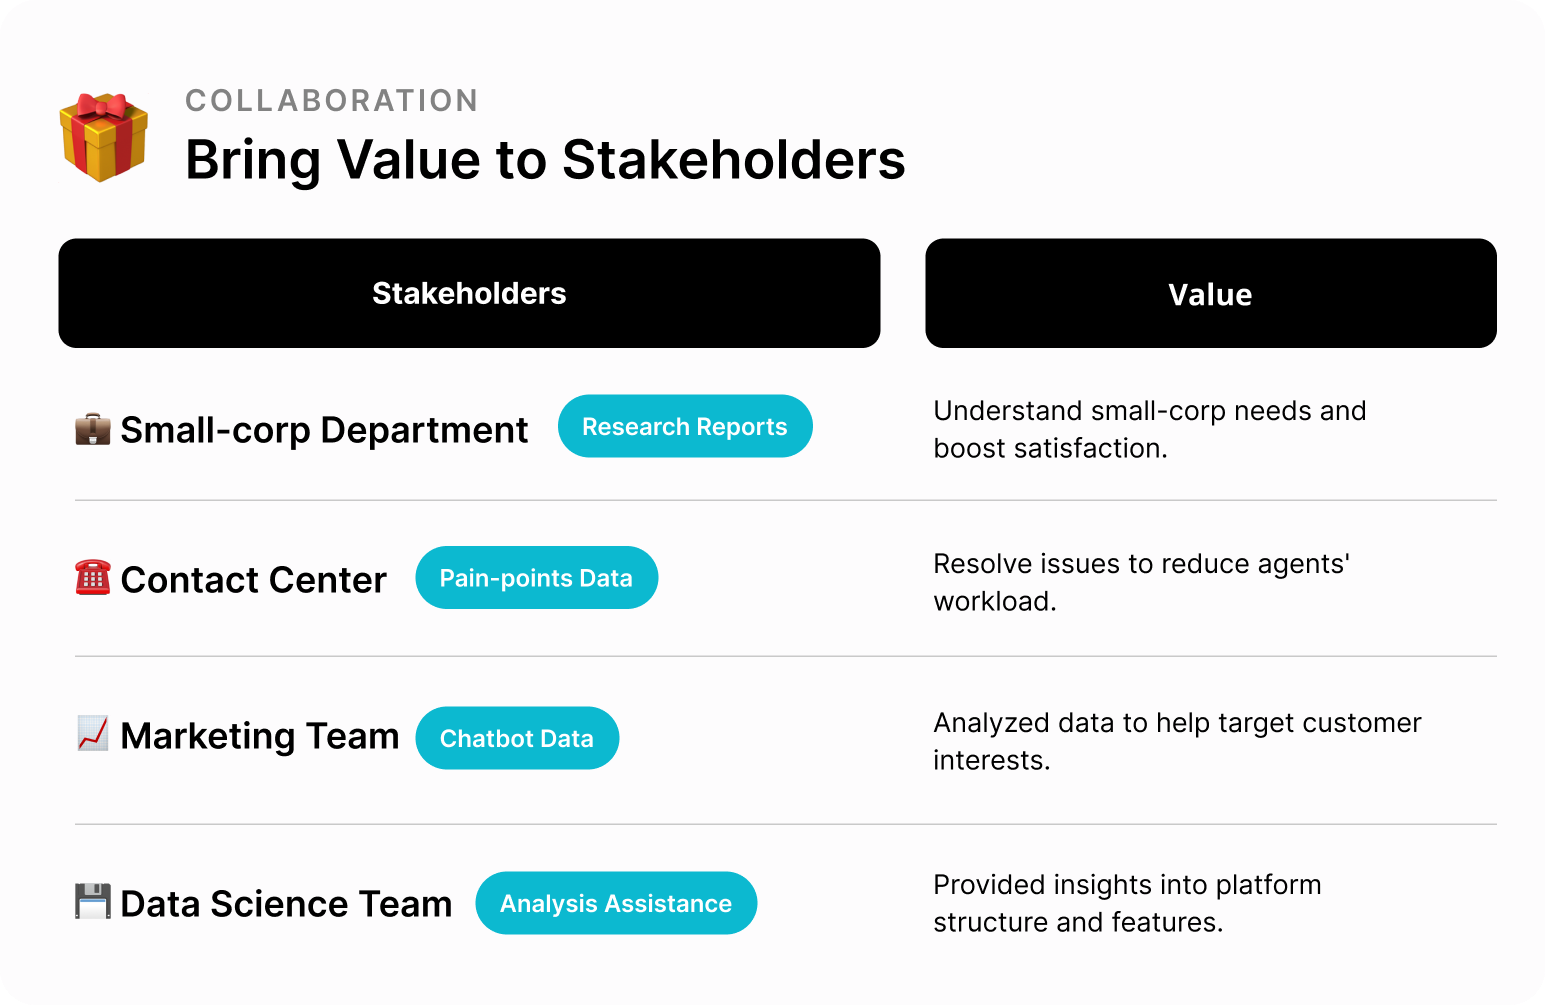 COLLABORATION
Bring Value to Stakeholders
Stakeholders
Value
Small-corp Department
Research Reports
Understand small-corp needs and
boost satisfaction.
Contact Center
Pain-points Data
Resolve issues to reduce agents'
workload.
Marketing Team
Chatbot Data
Analyzed data to help target customer
interests.
Data Science Team
Analysis Assistance
Provided insights into platform
structure and features.